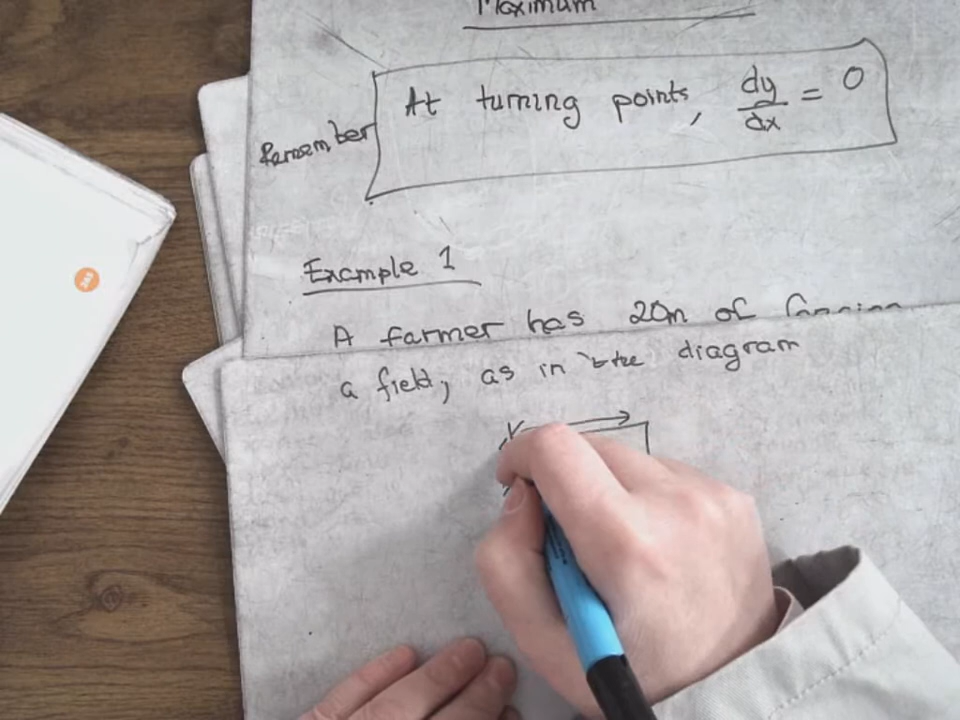 Maximum
At turning points, dy/dx = 0
Remember
Example 1
A farmer has 20m of
a field, as in the diagram